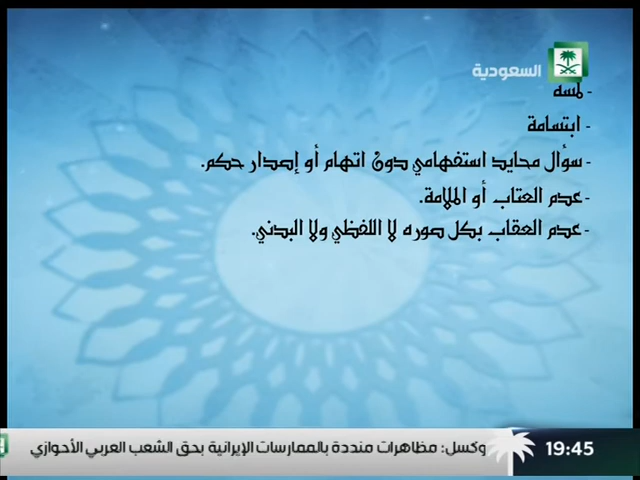 السعودية
- لمسه
- ابتسامة
- سؤال محايد استفهامي دون اتهام أو إصدار حكم.
- عدم العتاب أو الملامة.
- عدم العقاب بكل صوره لا اللفظي ولا البدني.
وكسل: مظاهرات منددة بالممارسات الإيرانية بحق الشعب العربي الأحوازي
19:45